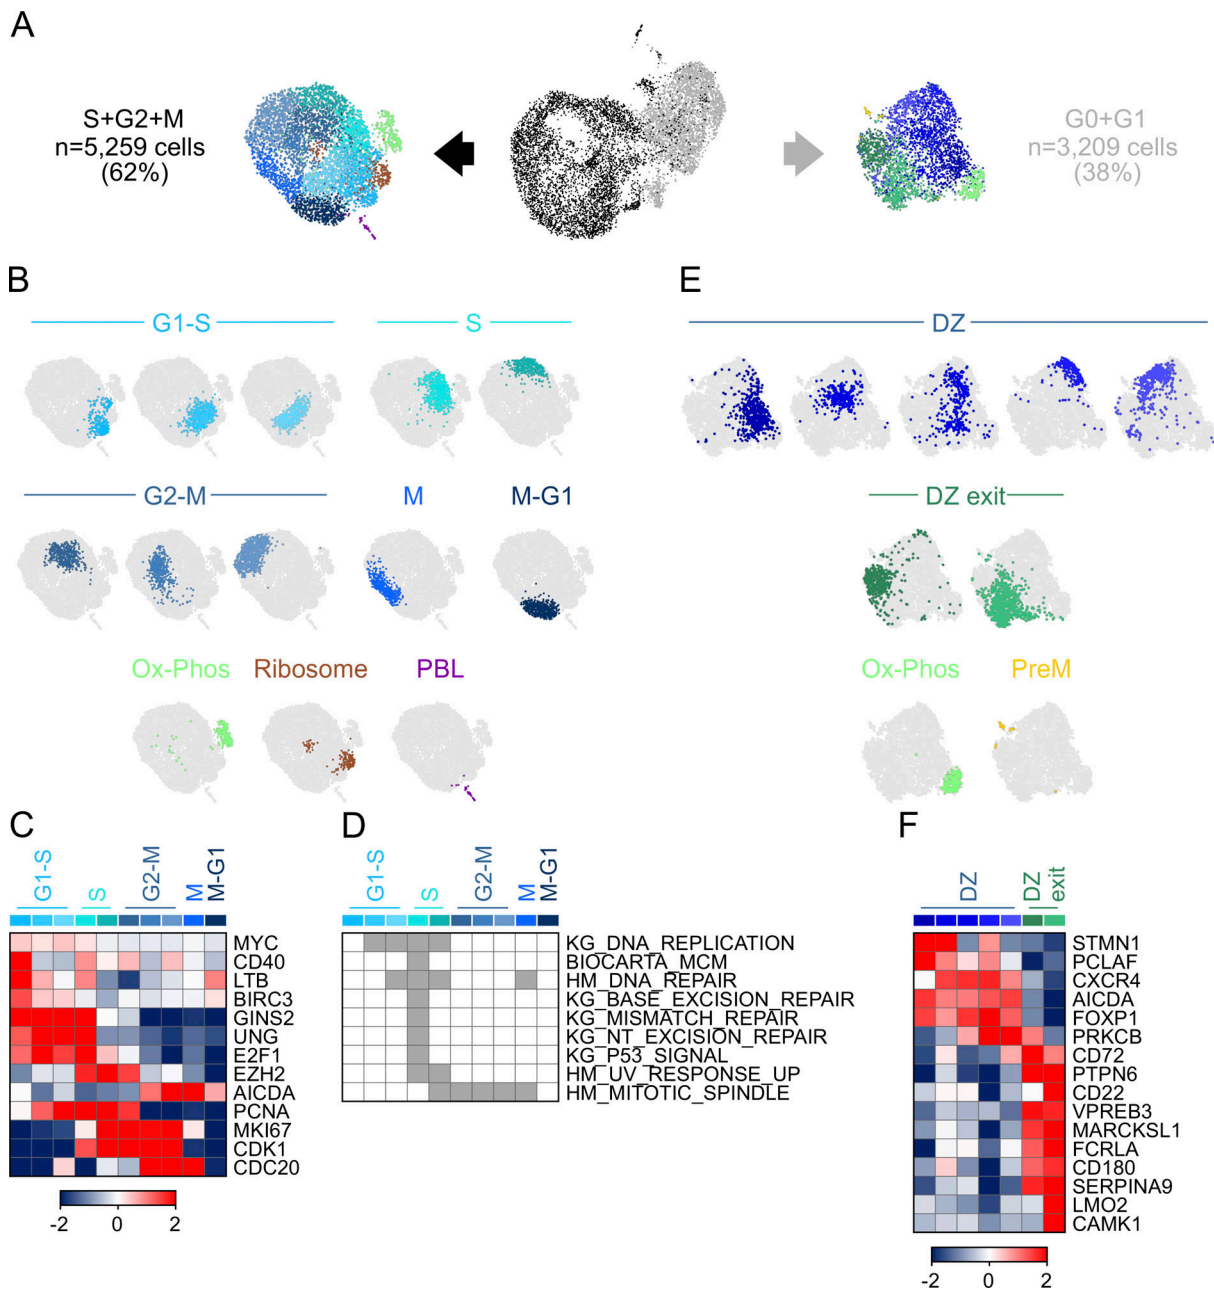 A
S+G2+M
n=5,259 cells
(62%)
G0+G1
n=3,209 cells
(38%)
B
G1-S
S
G2-M
M
M-G1
Ox-Phos
Ribosome
PBL
E
DZ
DZ exit
Ox-Phos
PreM
C
G1-S
S
G2-M
M
M-G1
MYC
CD40
LTB
BIRC3
GINS2
UNG
E2F1
EZH2
AICDA
PCNA
MKI67
CDK1
CDC20
-2
0
2
D
G1-S
S
G2-M
M
M-G1
KG_DNA_REPLICATION
BIOCARTA_MCM
HM_DNA_REPAIR
KG_BASE_EXCISION_REPAIR
KG_MISMATCH_REPAIR
KG_NT_EXCISION_REPAIR
KG_P53_SIGNAL
HM_UV_RESPONSE_UP
HM_MITOTIC_SPINDLE
F
DZ
DZ
exit
STMN1
PCLAF
CXCR4
AICDA
FOXP1
PRKCB
CD72
PTPN6
CD22
VPREB3
MARCKSL1
FCRLA
CD180
SERPINA9
LMO2
CAMK1
-2
0
2